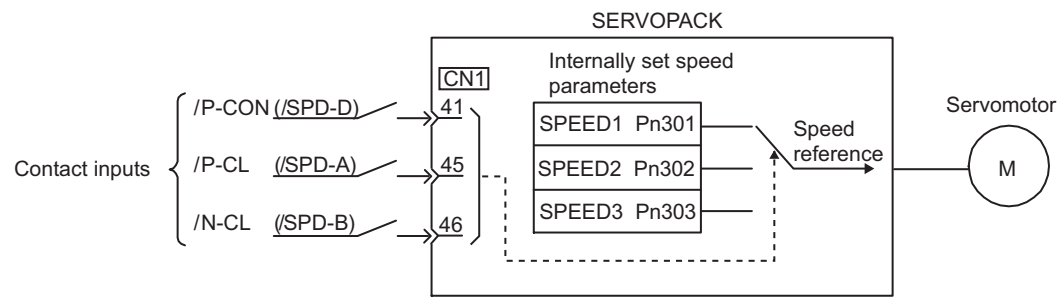 SERVOPACK
Internally set speed
parameters
CN1
/P-CON (/SPD-D) 41
SPEED1 Pn301
Speed
reference
Servomotor
Contact inputs
/P-CL (/SPD-A) 45
SPEED2 Pn302
M
/N-CL (/SPD-B) 46
SPEED3 Pn303